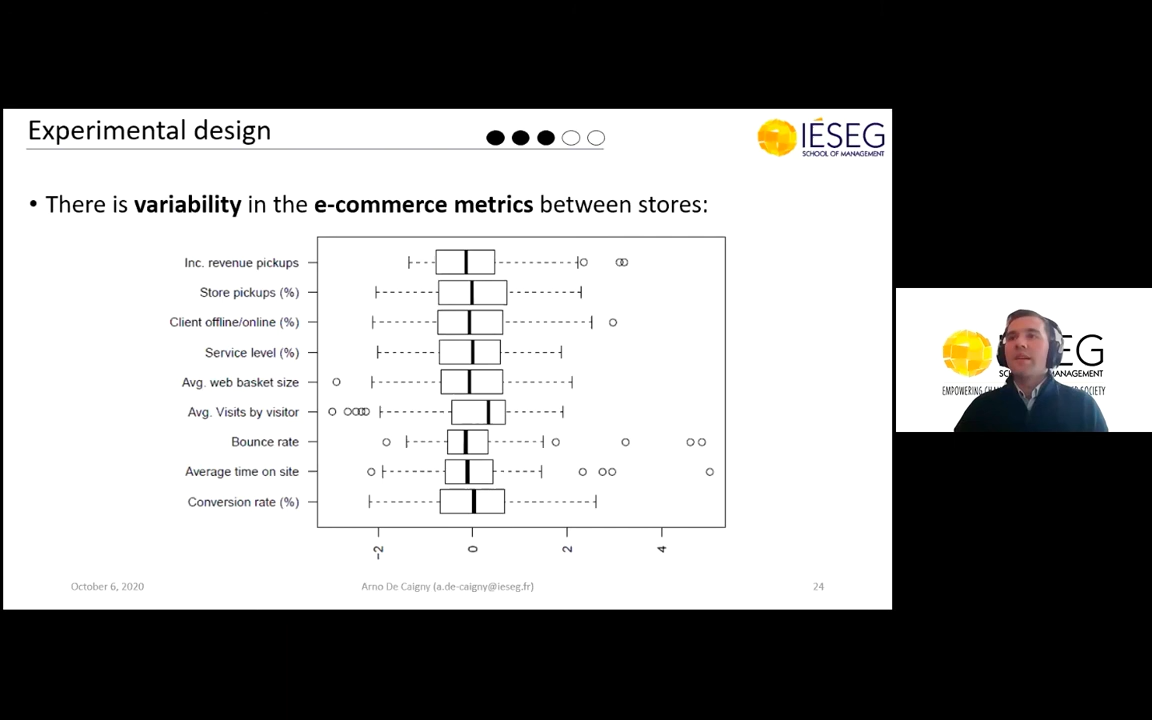 Experimental design
IÉSEG
SCHOOL OF MANAGEMENT
• There is variability in the e-commerce metrics between stores:
Inc. revenue pickups
Store pickups (%)
Client offline/online (%)
Service level (%)
Avg. web basket size
Avg. Visits by visitor
Bounce rate
Average time on site
Conversion rate (%)
-2 0 2 4
October 6, 2020
Arno De Caigny (a.de-caigny@ieseg.fr)
24
EG
MANAGEMENT
EMPOWERING
SOCIETY